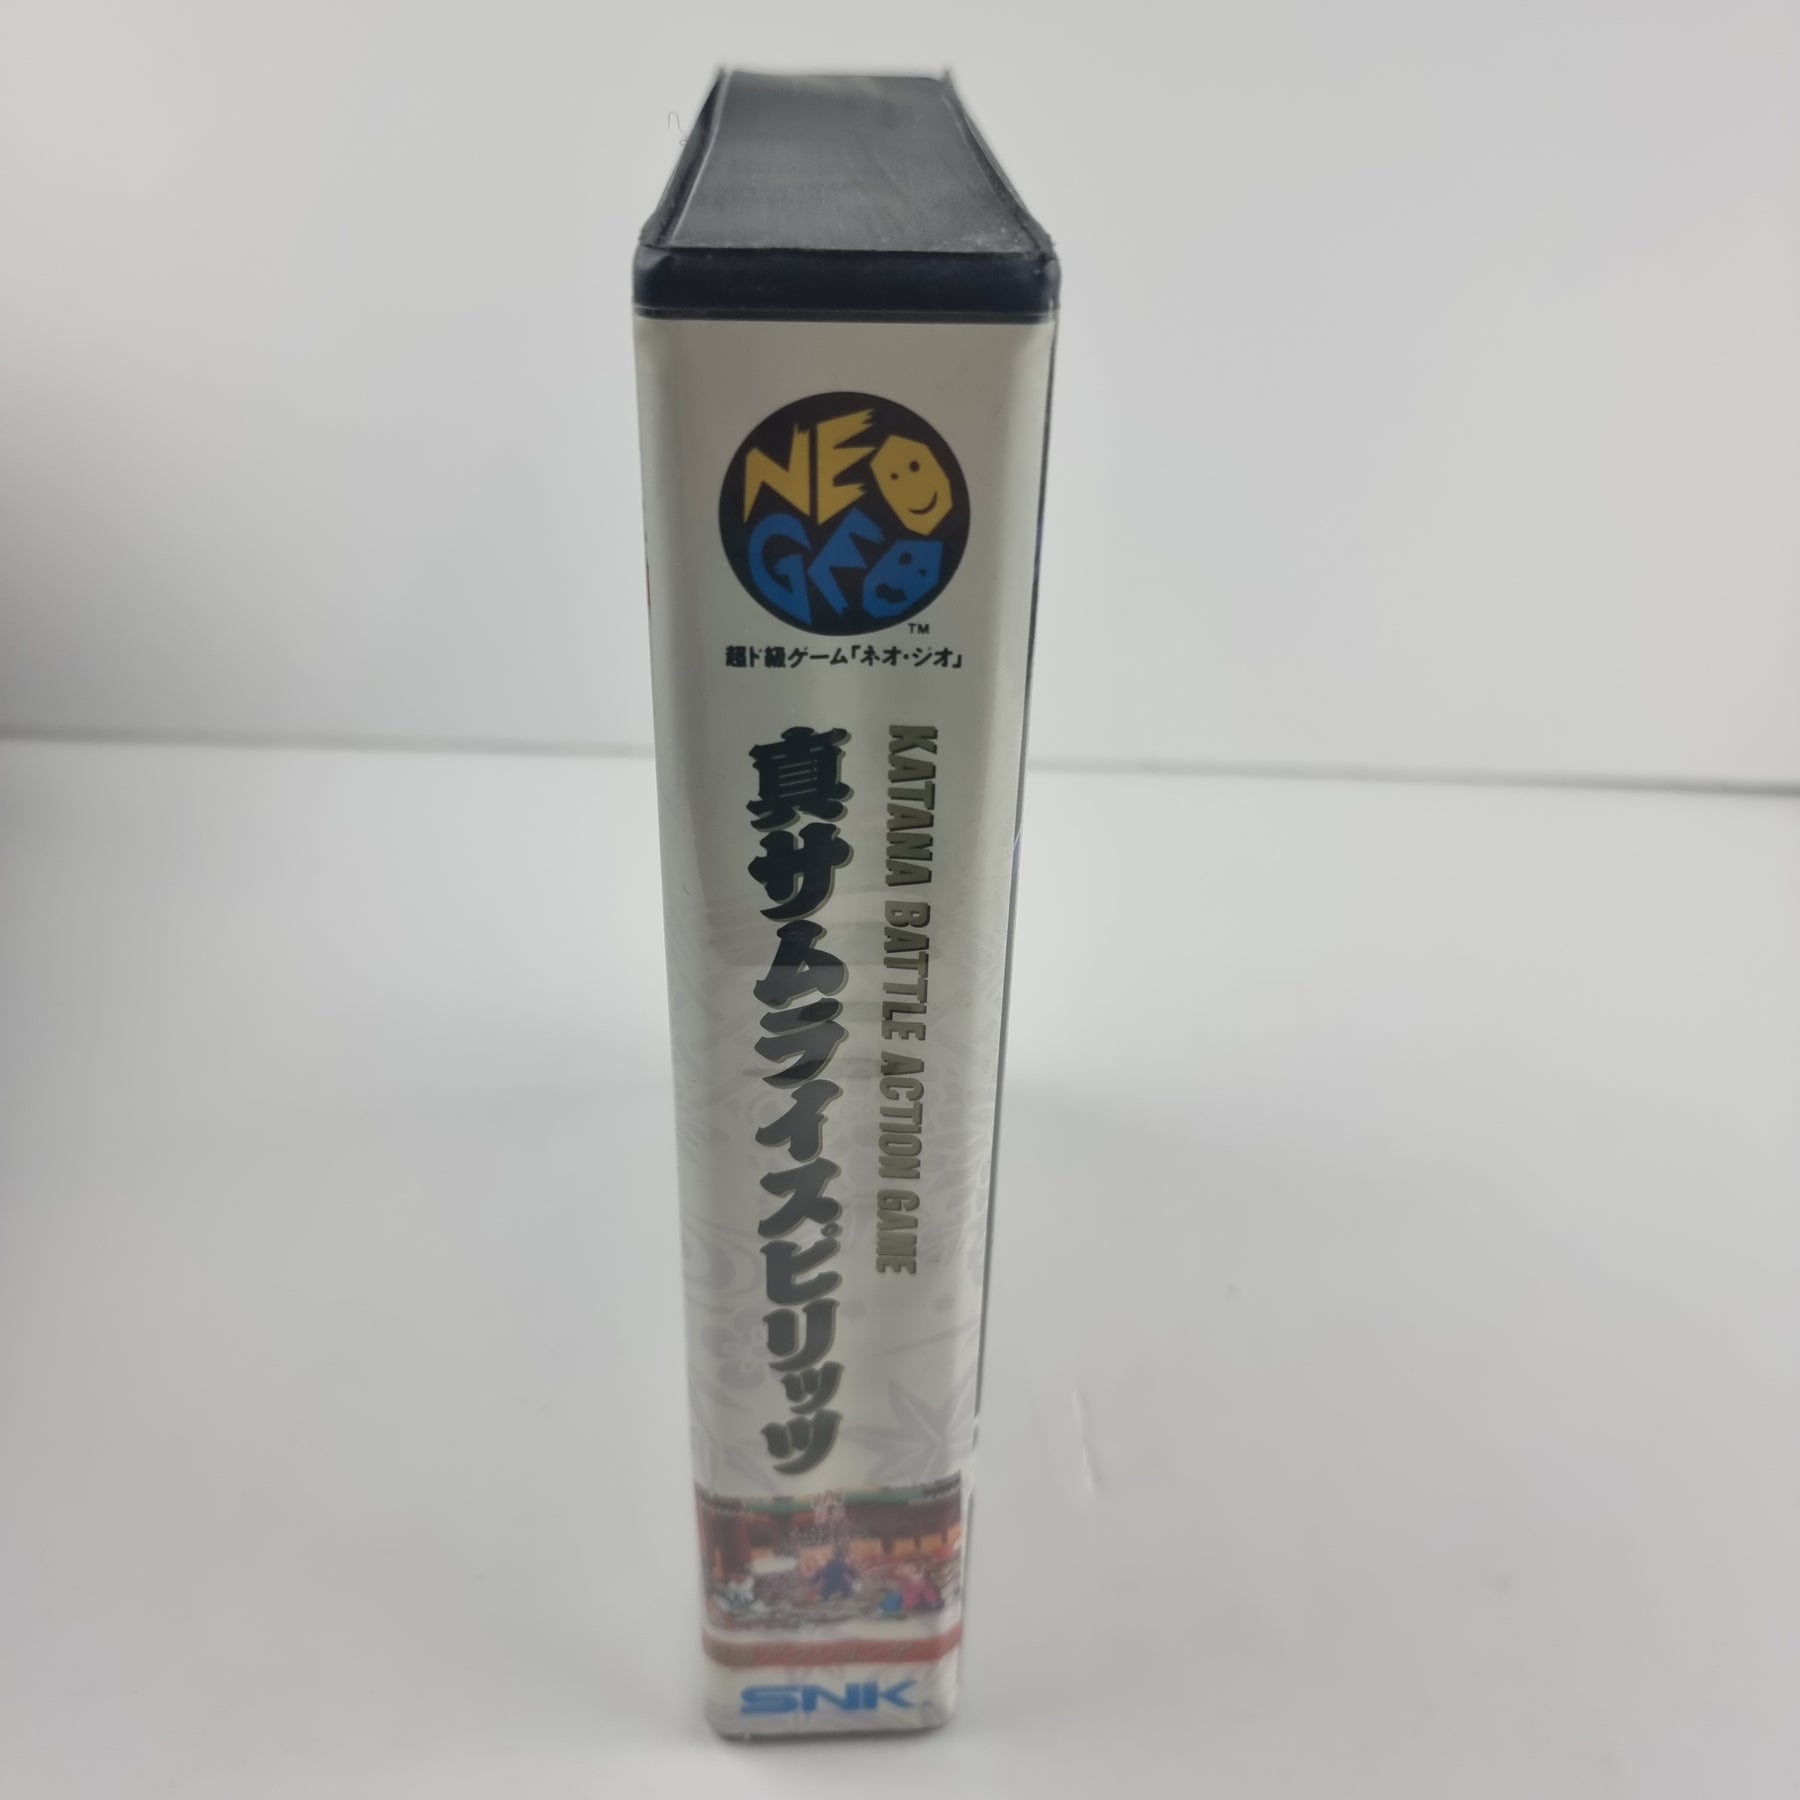 NEO
GEO
TM
超ド級ゲーム「ネオ・ジオ」
真サムライスピリッツ
KATANA BATTLE ACTION GAME
SNK